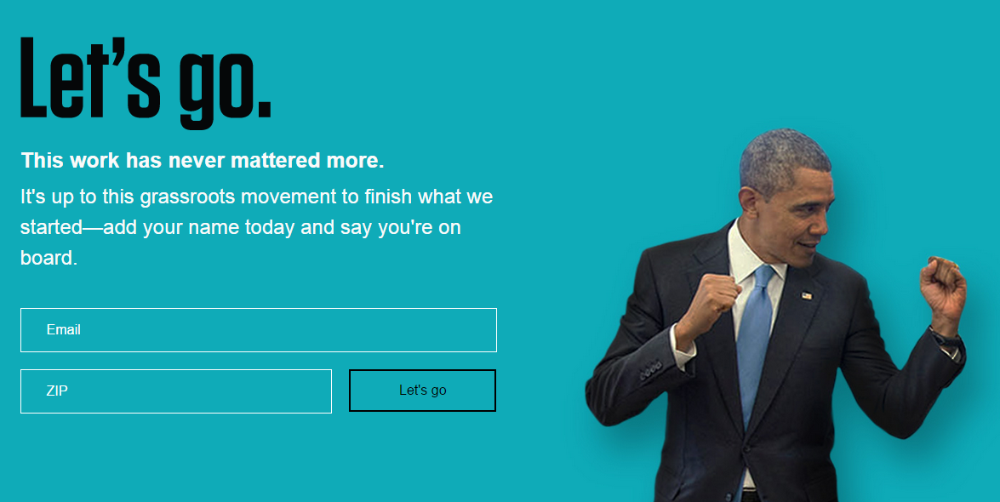 Let’s go.
This work has never mattered more.
It's up to this grassroots movement to finish what we
started—add your name today and say you're on
board.
Email
ZIP
Let's go